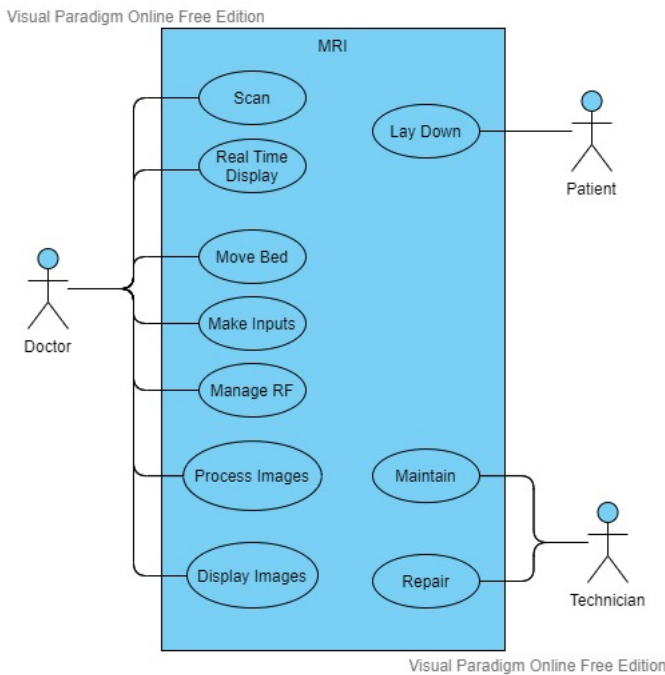 Visual Paradigm Online Free Edition
MRI
Scan
Lay Down
Real Time
Display
Patient
Move Bed
Make Inputs
Doctor
Manage RF
Process Images
Maintain
Display Images
Repair
Technician
Visual Paradigm Online Free Edition